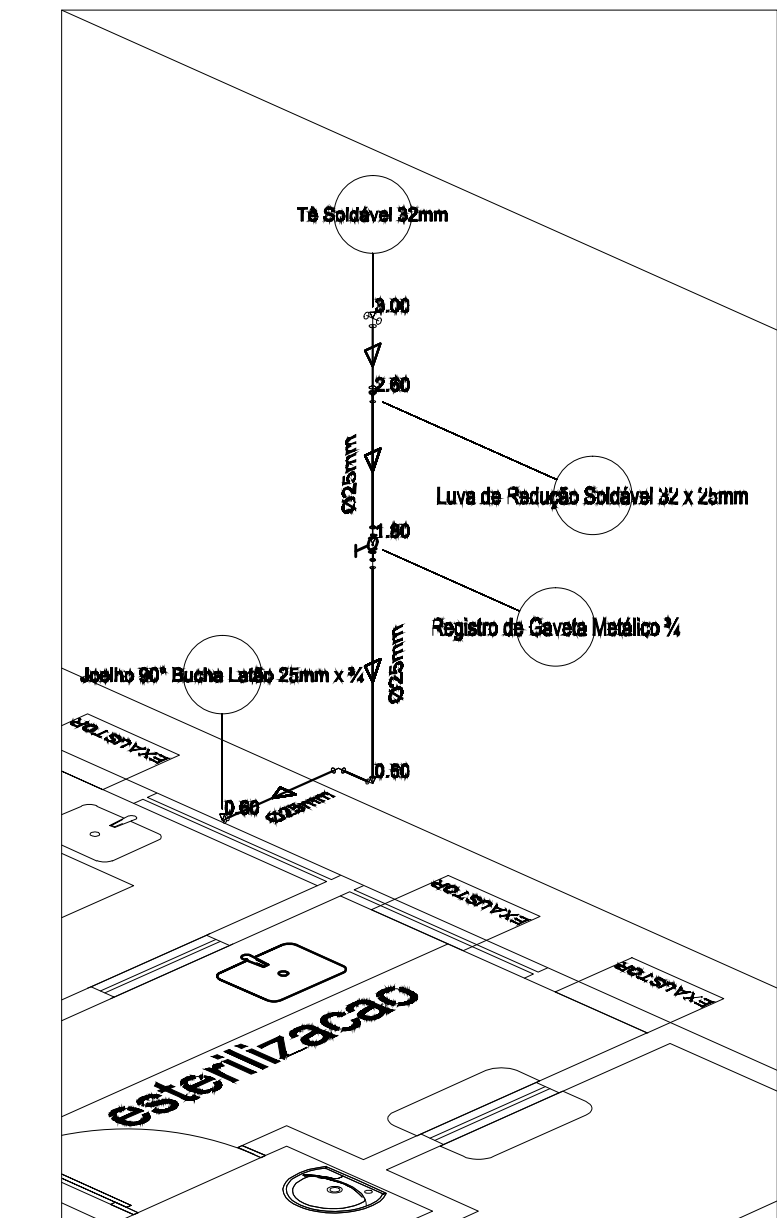 Tê Soldável 32mm
3.00
2.60
Ø25mm
Luva de Redução Soldável 32 x 25mm
1.80
Registro de Gaveta Metálico ¾
Ø25mm
Joelho 90° Bucha Latão 25mm x ¾
EXAUSTOR
0.60
0.60
Ø25mm
EXAUSTOR
EXAUSTOR
esterilizacao